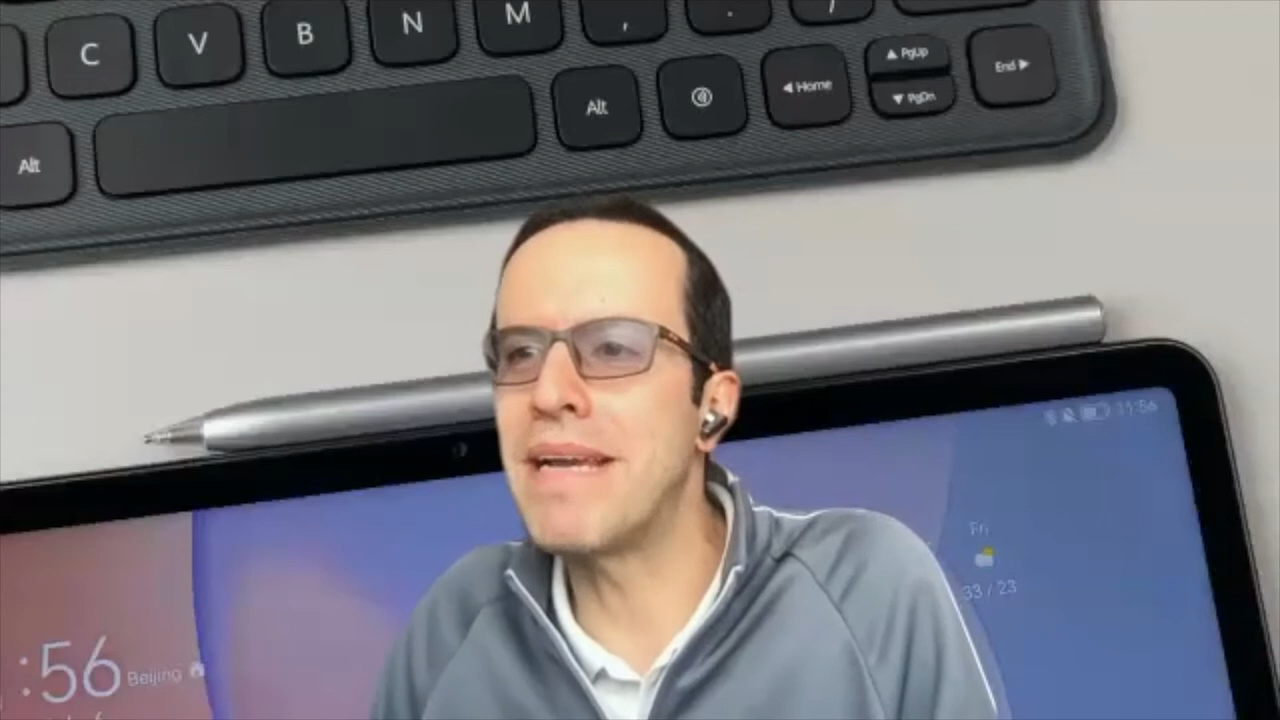 C V B N M , . /
Alt Alt ◀ Home ▲ PgUp End ▶
▼ PgDn
11:56
Fri
33 / 23
:56 Beijing